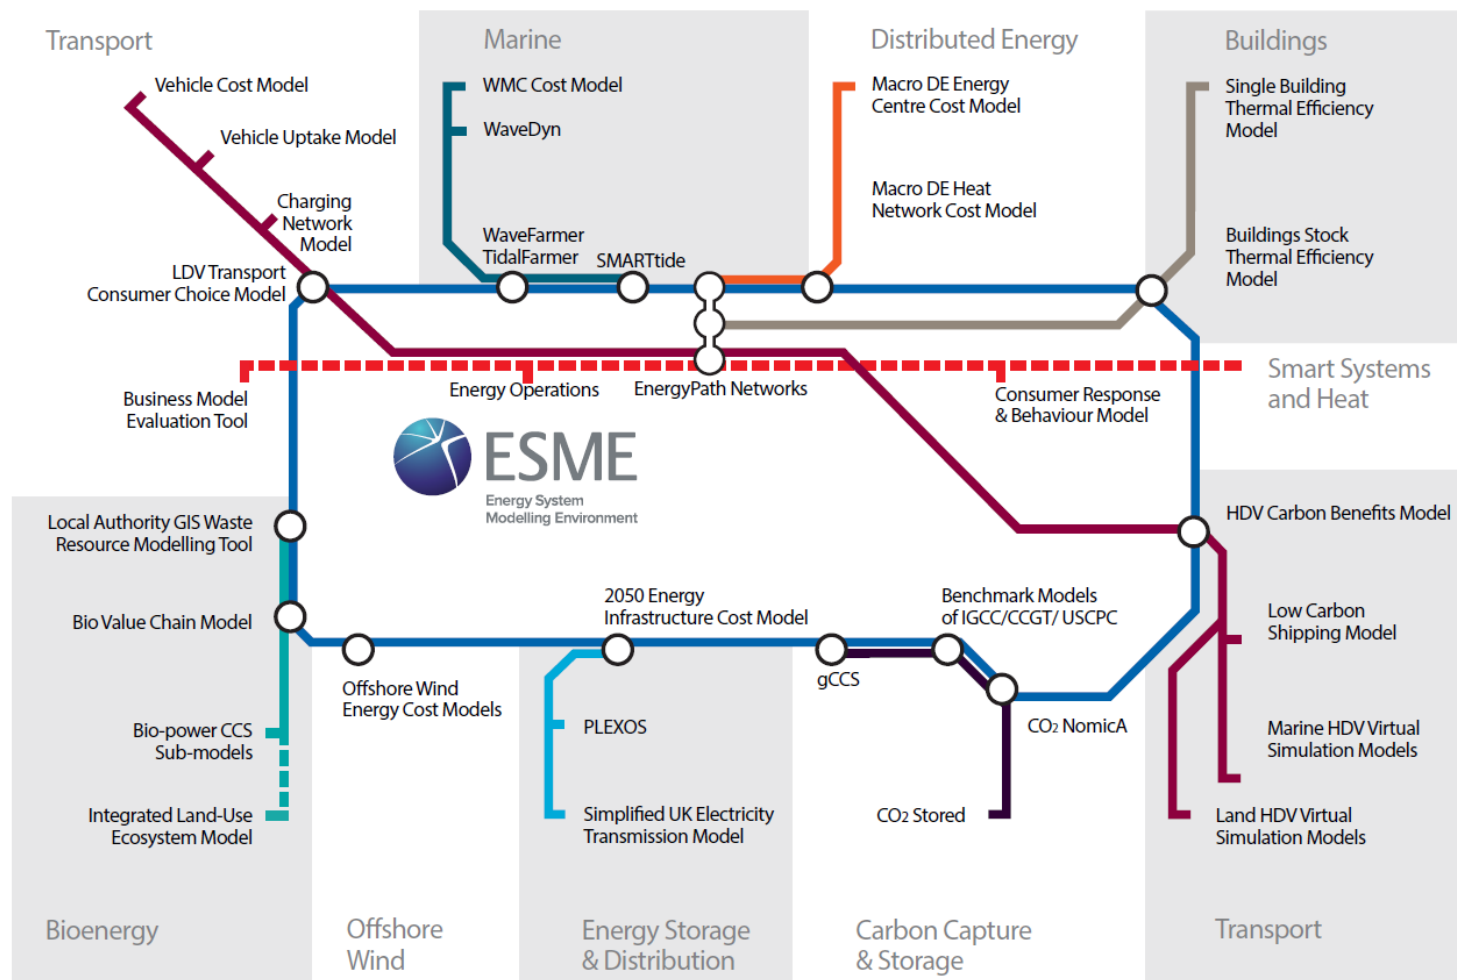 Transport
Marine
Distributed Energy
Buildings
Vehicle Cost Model
WMC Cost Model
Macro DE Energy
Centre Cost Model
Single Building
Thermal Efficiency
Model
WaveDyn
Vehicle Uptake Model
Charging
Network
Model
Macro DE Heat
Network Cost Model
WaveFarmer
TidalFarmer
SMARTtide
Buildings Stock
Thermal Efficiency
Model
LDV Transport
Consumer Choice Model
Business Model
Evaluation Tool
Energy Operations
EnergyPath Networks
Consumer Response
& Behaviour Model
Smart Systems
and Heat
ESME
Energy System
Modelling Environment
Local Authority GIS Waste
Resource Modelling Tool
HDV Carbon Benefits Model
Bio Value Chain Model
2050 Energy
Infrastructure Cost Model
Benchmark Models
of IGCC/CCGT/ USCPC
Low Carbon
Shipping Model
Offshore Wind
Energy Cost Models
gCCS
CO2 NomicA
Bio-power CCS
Sub-models
PLEXOS
Marine HDV Virtual
Simulation Models
Integrated Land-Use
Ecosystem Model
Simplified UK Electricity
Transmission Model
CO2 Stored
Land HDV Virtual
Simulation Models
Bioenergy
Offshore
Wind
Energy Storage
& Distribution
Carbon Capture
& Storage
Transport